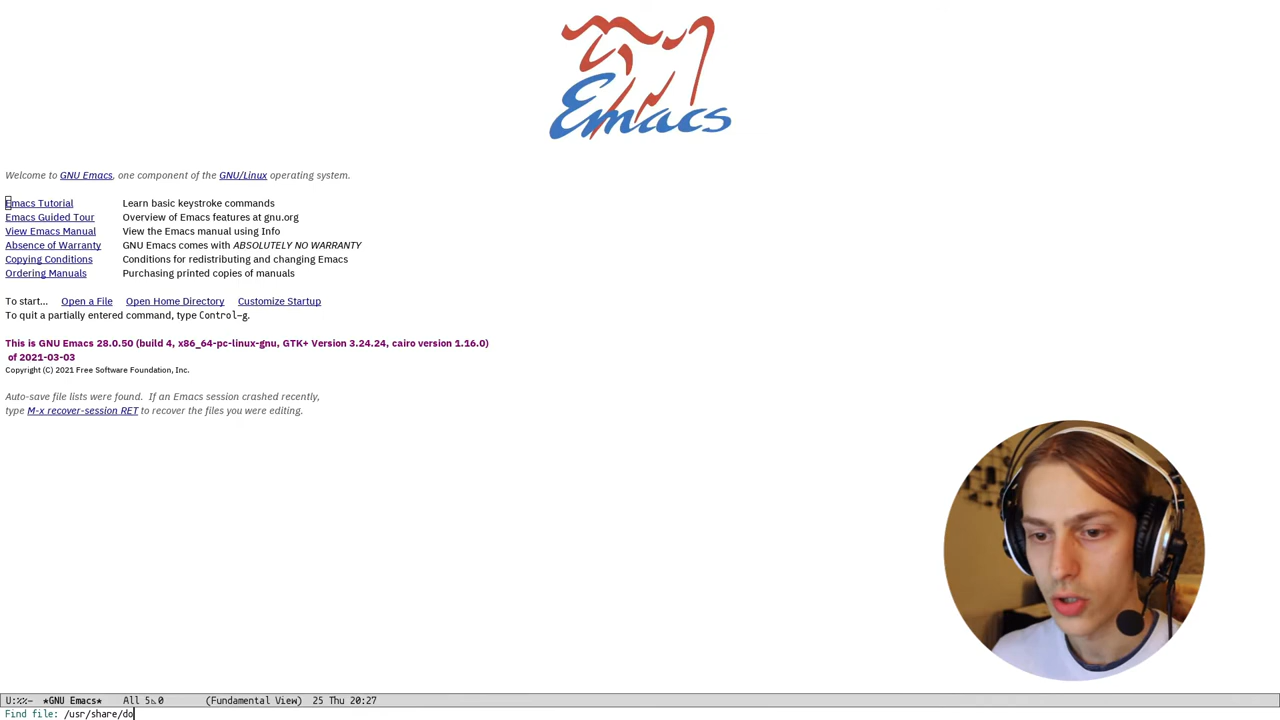 Emacs
Welcome to GNU Emacs, one component of the GNU/Linux operating system.
Emacs Tutorial Learn basic keystroke commands
Emacs Guided Tour Overview of Emacs features at gnu.org
View Emacs Manual View the Emacs manual using Info
Absence of Warranty GNU Emacs comes with ABSOLUTELY NO WARRANTY
Copying Conditions Conditions for redistributing and changing Emacs
Ordering Manuals Purchasing printed copies of manuals
To start... Open a File Open Home Directory Customize Startup
To quit a partially entered command, type Control-g.
This is GNU Emacs 28.0.50 (build 4, x86_64-pc-linux-gnu, GTK+ Version 3.24.24, cairo version 1.16.0)
of 2021-03-03
Copyright (C) 2021 Free Software Foundation, Inc.
Auto-save file lists were found. If an Emacs session crashed recently,
type M-x recover-session RET to recover the files you were editing.
U:%%- *GNU Emacs* All 5:0 (Fundamental View) 25 Thu 20:27
Find file: /usr/share/do